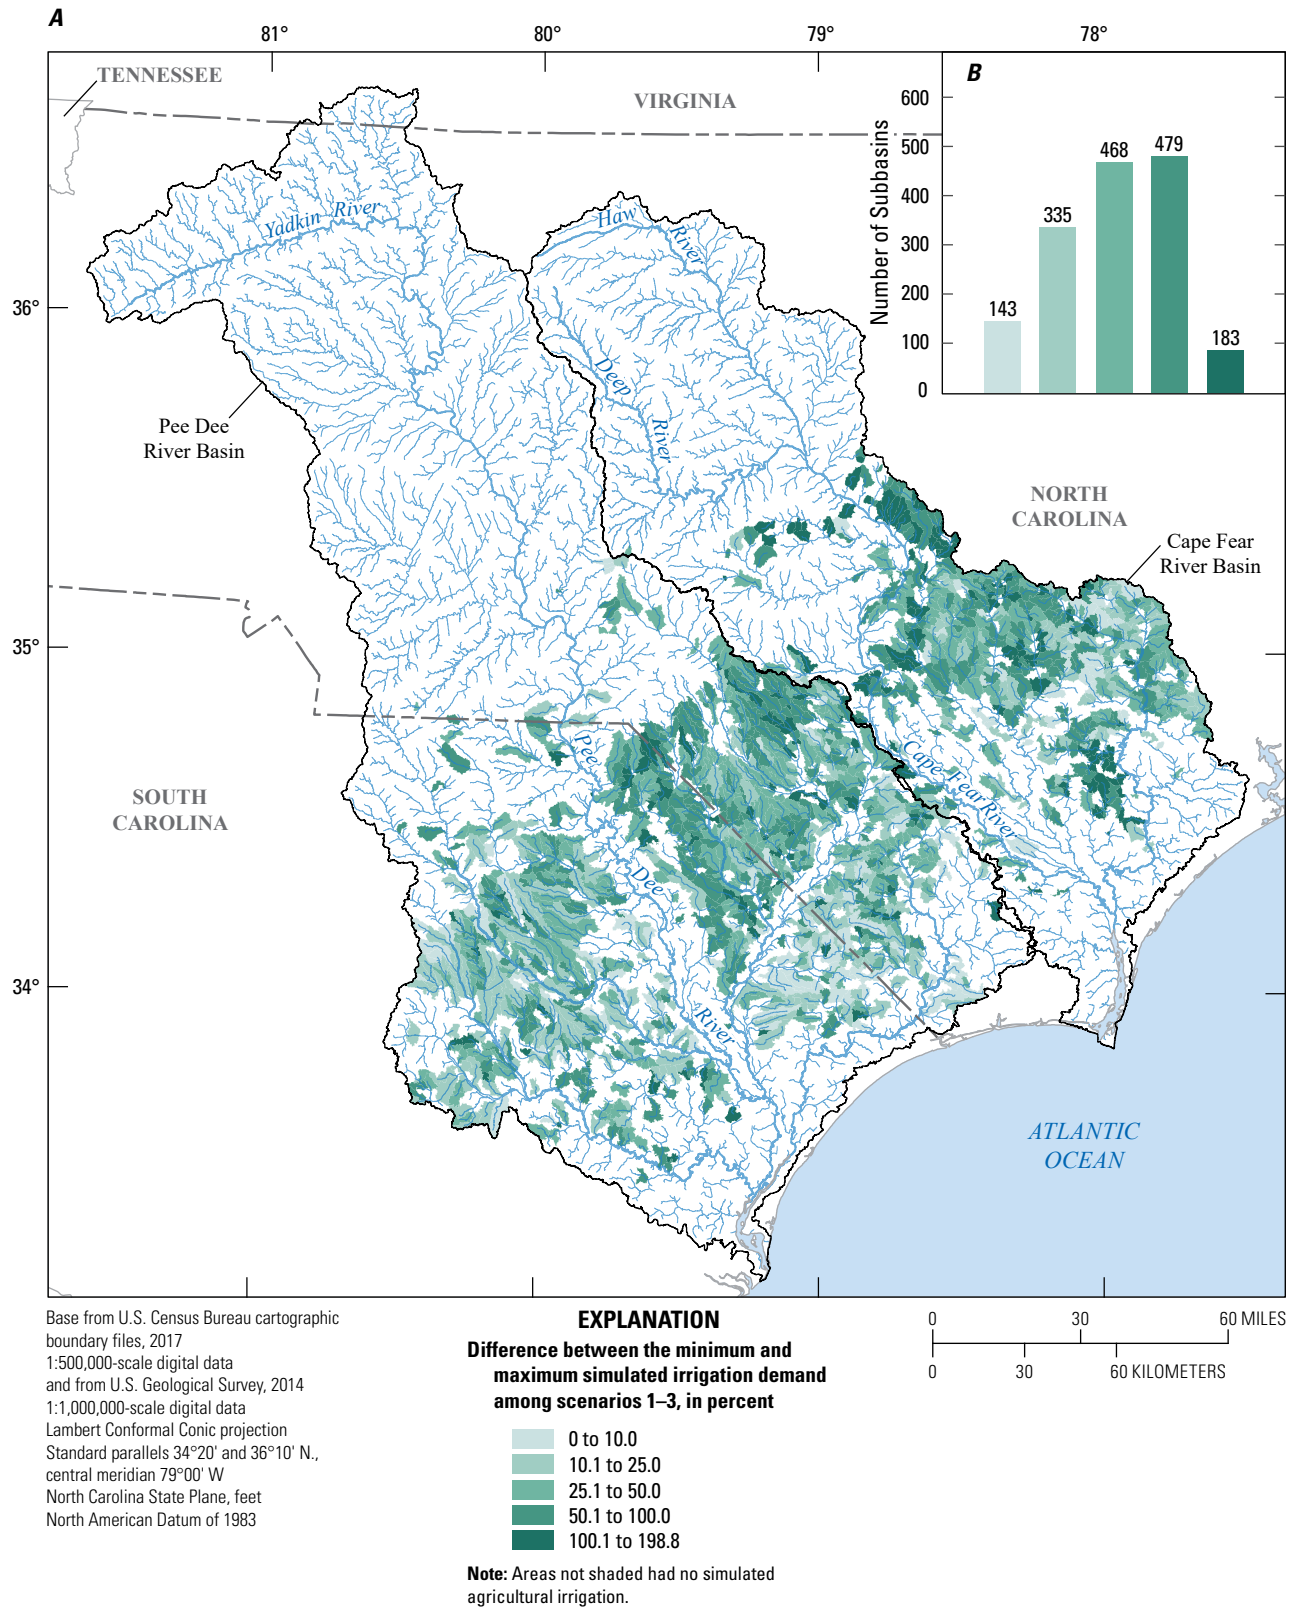 A
81°
80°
79°
78°
TENNESSEE
VIRGINIA
B
Number of Subbasins
600
500
400
300
200
100
0
143
335
468
479
183
Yadkin River
Haw
River
36°
Deep
River
Pee Dee
River Basin
NORTH
CAROLINA
Cape Fear
River Basin
35°
Pee
Cape Fear River
SOUTH
CAROLINA
Dee
34°
River
ATLANTIC
OCEAN
Base from U.S. Census Bureau cartographic
boundary files, 2017
1:500,000-scale digital data
and from U.S. Geological Survey, 2014
1:1,000,000-scale digital data
Lambert Conformal Conic projection
Standard parallels 34°20' and 36°10' N.,
central meridian 79°00' W
North Carolina State Plane, feet
North American Datum of 1983
EXPLANATION
Difference between the minimum and
maximum simulated irrigation demand
among scenarios 1–3, in percent
0 to 10.0
10.1 to 25.0
25.1 to 50.0
50.1 to 100.0
100.1 to 198.8
Note: Areas not shaded had no simulated
agricultural irrigation.
0 30 60 MILES
0 30 60 KILOMETERS